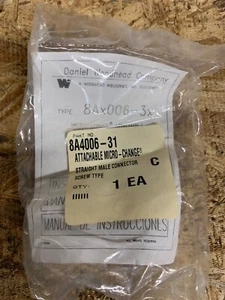 Daniel Woodhead Company
TYPE 8AX006-3X
PART NO
8A4006-31
ATTACHABLE MICRO-CHANGE
C
STRAIGHT MALE CONNECTOR
SCREW TYPE
QTY:
1 EA
MANUAL DE INSTRUCCIONES